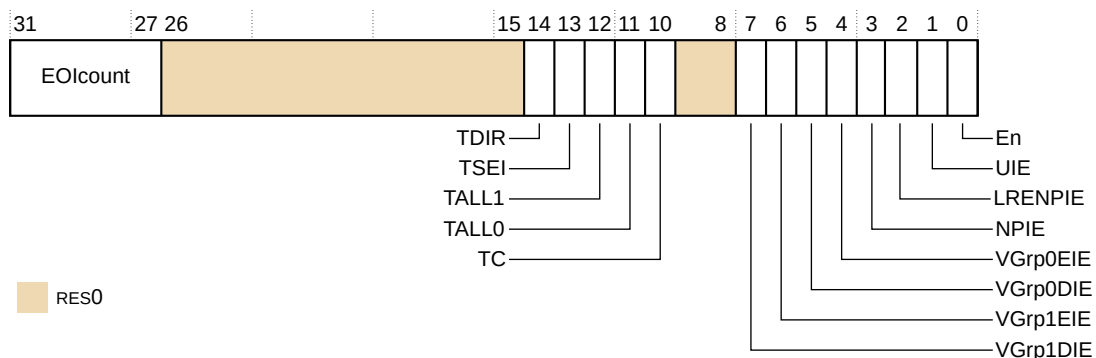 31 27 26 15 14 13 12 11 10 8 7 6 5 4 3 2 1 0
EOIcount
TDIR En
TSEI UIE
TALL1 LRENPIE
TALL0 NPIE
TC VGrp0EIE
VGrp0DIE
RES0
VGrp1EIE
VGrp1DIE